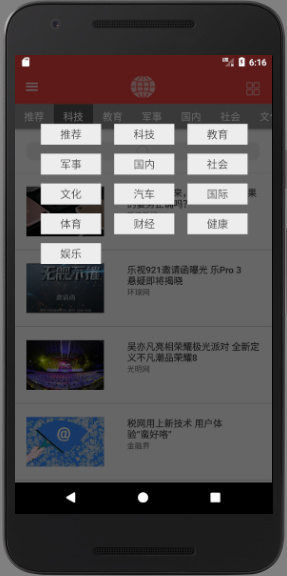 6:16
推荐 科技 教育 军事 国内 社会 文
推荐 科技 教育
军事 国内 社会
文化 汽车 国际
体育 财经 健康
娱乐
乐视921邀请函曝光 乐Pro 3
悬疑即将揭晓
环球网
吴亦凡亮相荣耀极光派对 全新定
义不凡潮品荣耀8
光明网
税网用上新技术 用户体
验“蛮好嗒”
金融界